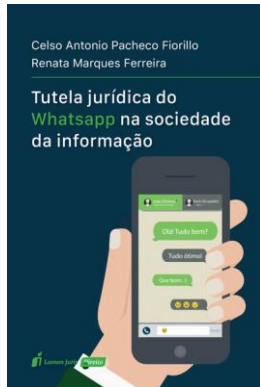 Celso Antonio Pacheco Fiorillo
Renata Marques Ferreira
Tutela jurídica do
Whatsapp na sociedade
da informação
Olá! Tudo bem?
Tudo ótimo!
Que bom. :)
Lumen Juris Direito